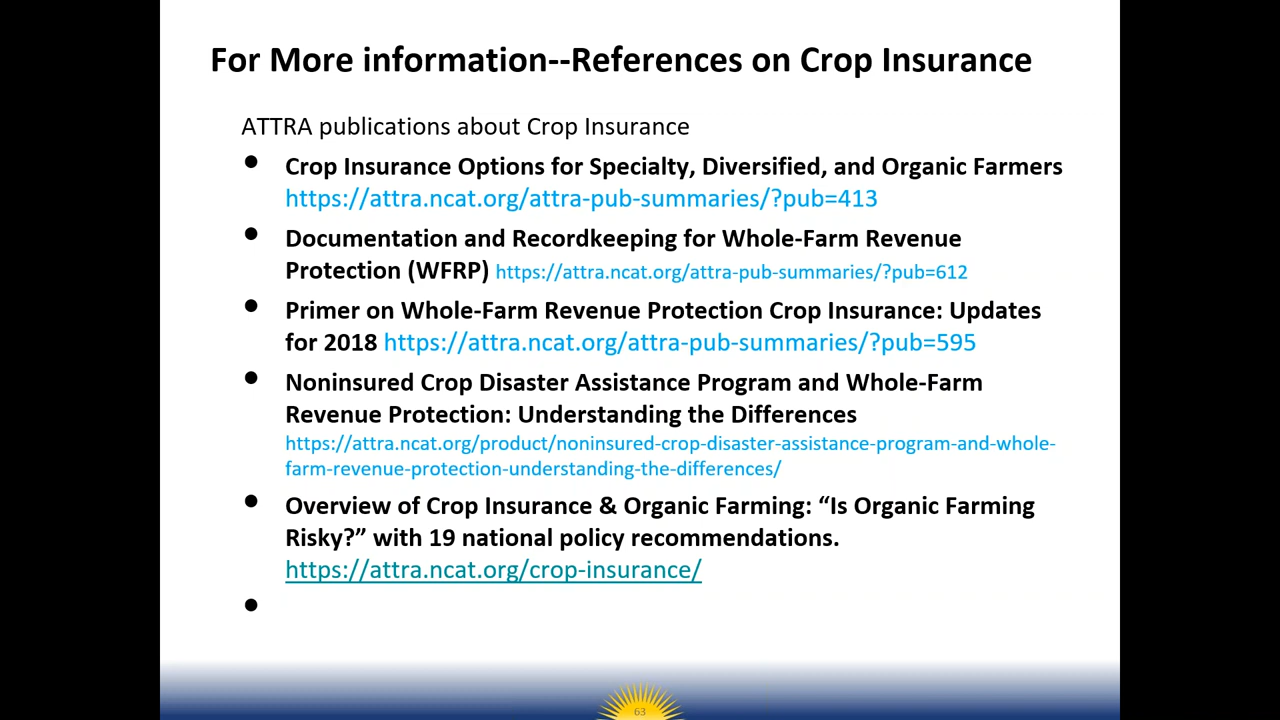 For More information--References on Crop Insurance
ATTRA publications about Crop Insurance
• Crop Insurance Options for Specialty, Diversified, and Organic Farmers
https://attra.ncat.org/attra-pub-summaries/?pub=413
• Documentation and Recordkeeping for Whole-Farm Revenue
Protection (WFRP) https://attra.ncat.org/attra-pub-summaries/?pub=612
• Primer on Whole-Farm Revenue Protection Crop Insurance: Updates
for 2018 https://attra.ncat.org/attra-pub-summaries/?pub=595
• Noninsured Crop Disaster Assistance Program and Whole-Farm
Revenue Protection: Understanding the Differences
https://attra.ncat.org/product/noninsured-crop-disaster-assistance-program-and-whole-
farm-revenue-protection-understanding-the-differences/
• Overview of Crop Insurance & Organic Farming: “Is Organic Farming
Risky?” with 19 national policy recommendations.
https://attra.ncat.org/crop-insurance/
•
63